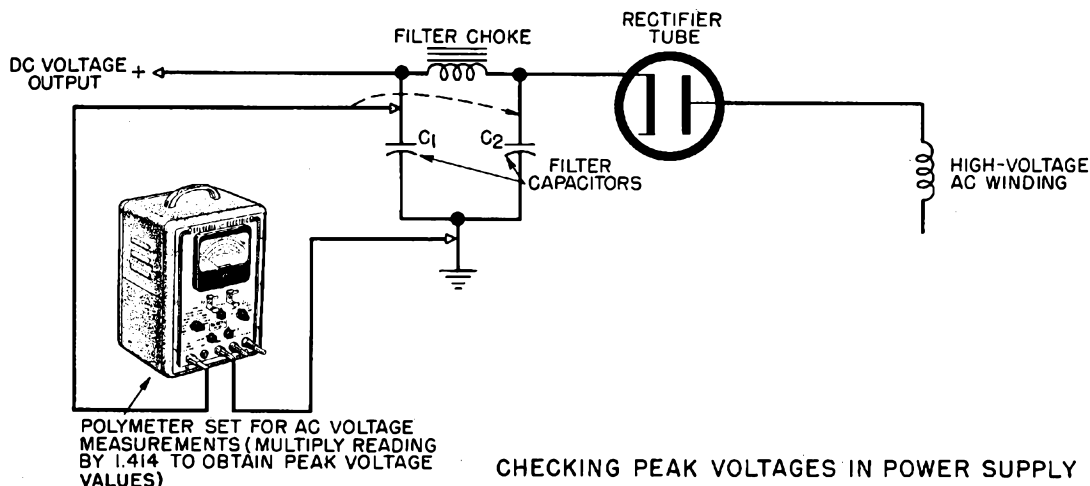 RECTIFIER
TUBE
FILTER CHOKE
DC VOLTAGE +
OUTPUT
C1
C2
FILTER
CAPACITORS
HIGH-VOLTAGE
AC WINDING
POLYMETER SET FOR AC VOLTAGE
MEASUREMENTS (MULTIPLY READING
BY 1.414 TO OBTAIN PEAK VOLTAGE
VALUES)
CHECKING PEAK VOLTAGES IN POWER SUPPLY